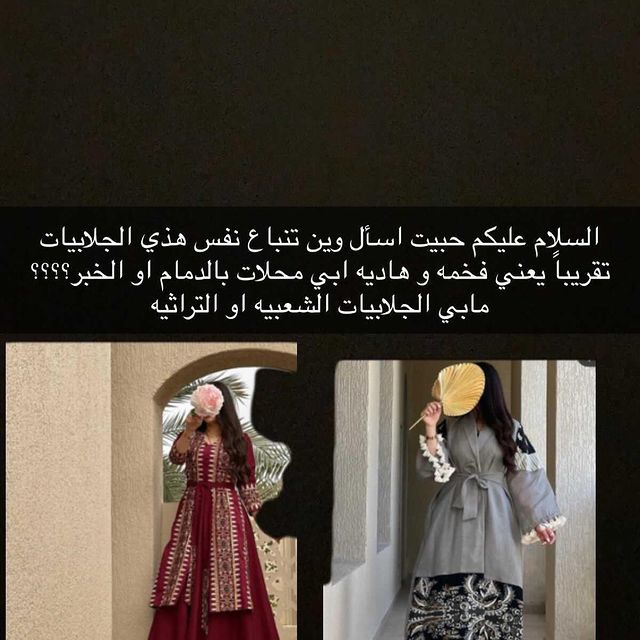 السلام عليكم حبيت اسأل وين تنباع نفس هذي الجلابيات
تقريباً يعني فخمه و هاديه ابي محلات بالدمام او الخبر؟؟؟؟
مابي الجلابيات الشعبيه او التراثيه